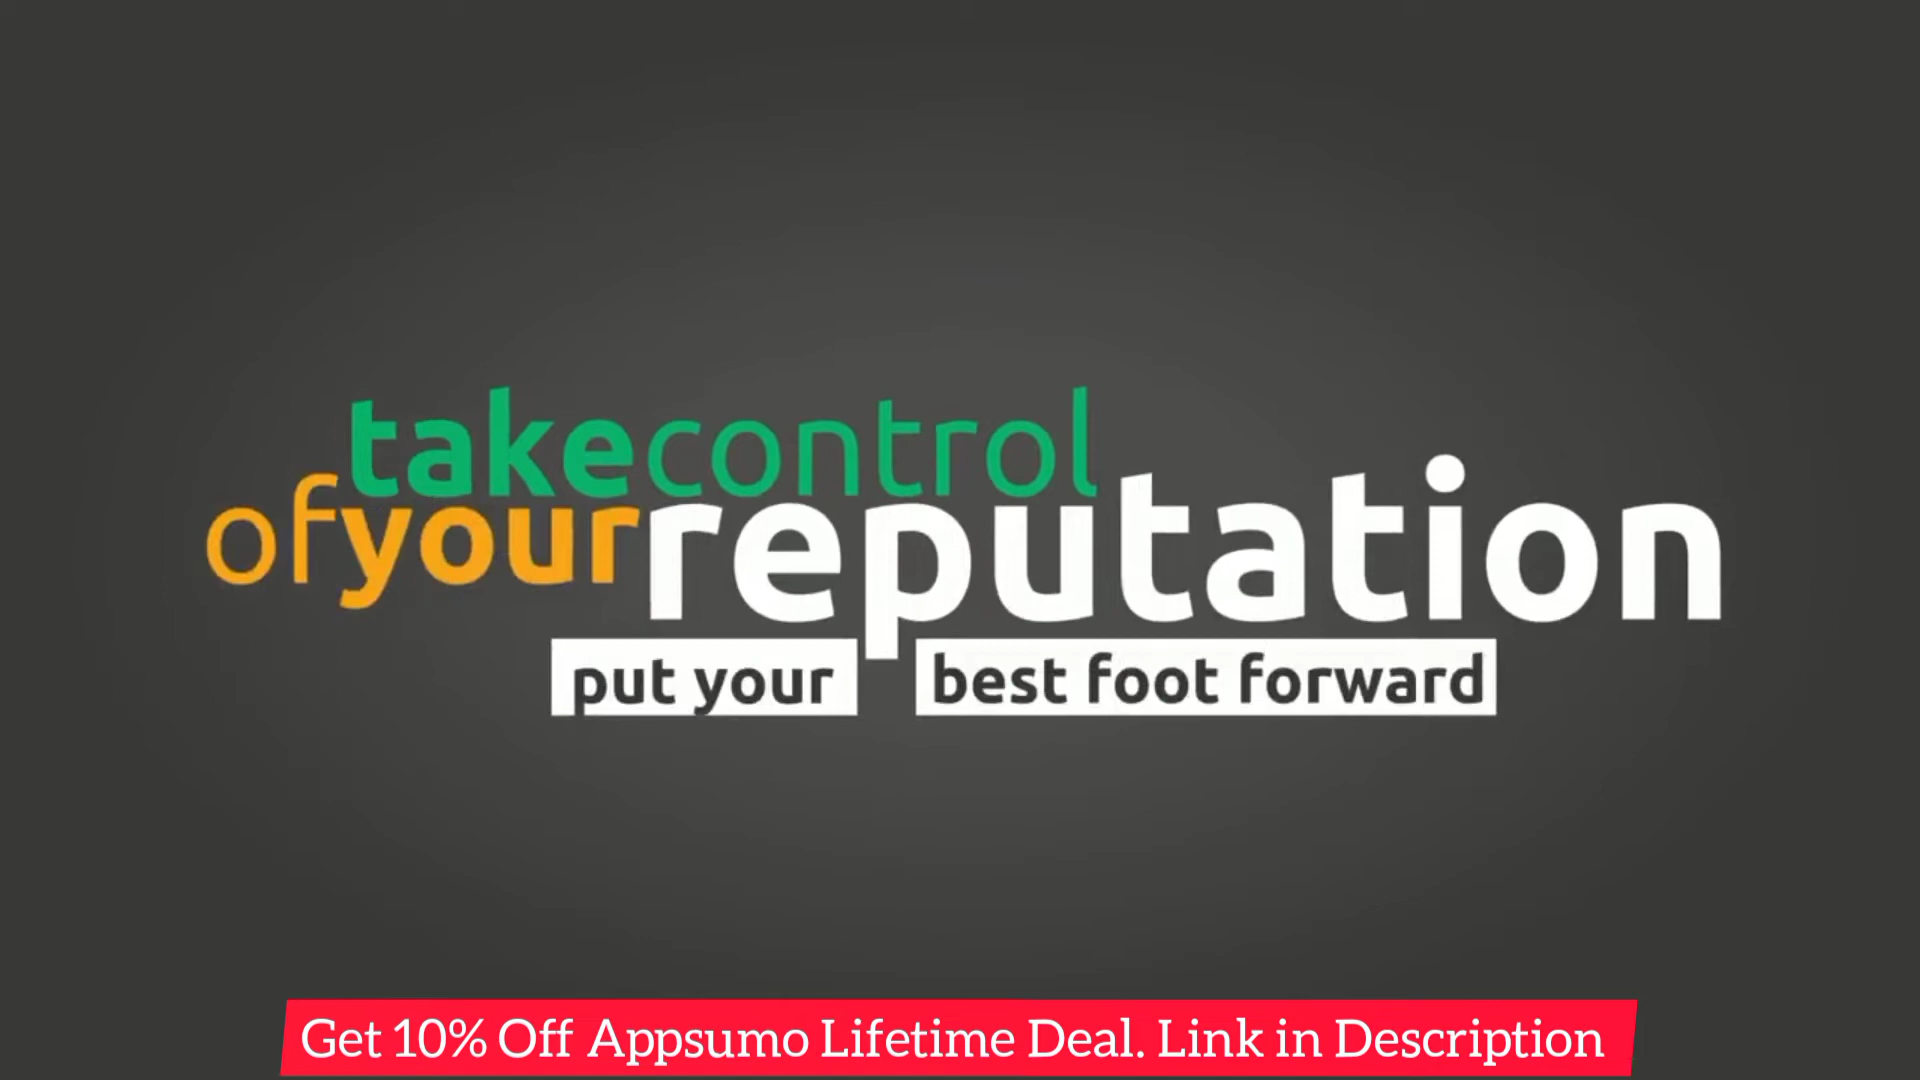 takecontrol
ofyourreputation
put your best foot forward
Get 10% Off Appsumo Lifetime Deal. Link in Description